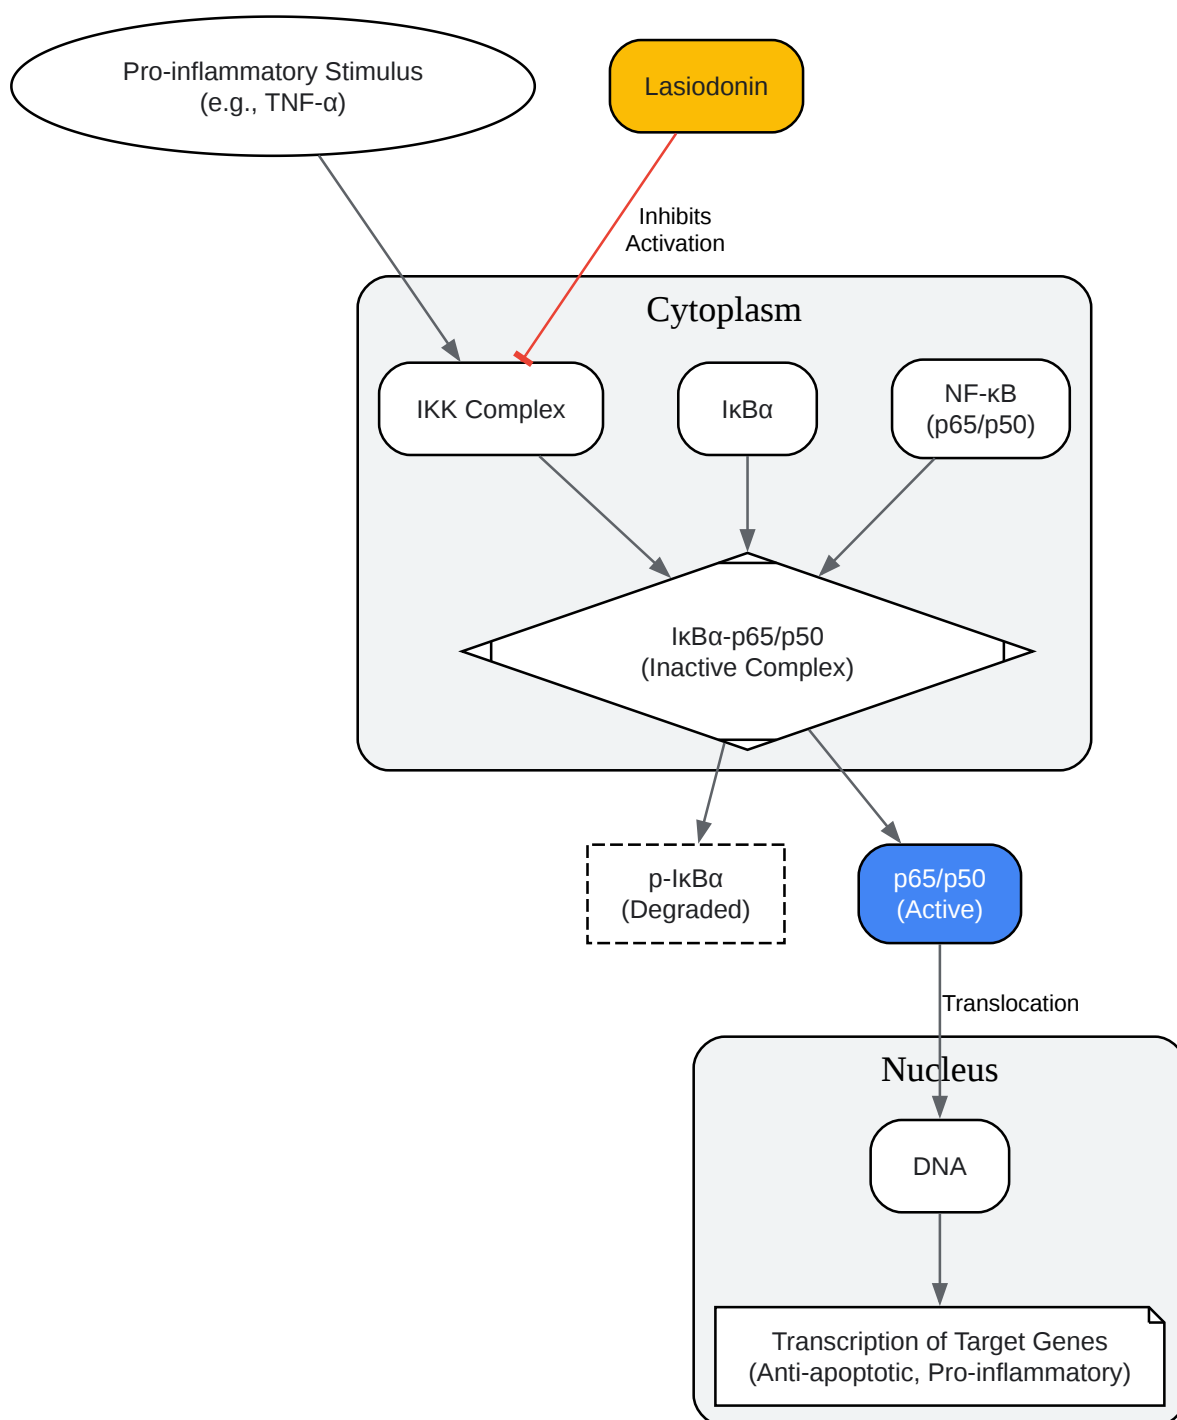 Pro-inflammatory Stimulus
(e.g., TNF-α)
Lasiodonin
Inhibits
Activation
Cytoplasm
IKK Complex
IκBα
NF-κB
(p65/p50)
IκBα-p65/p50
(Inactive Complex)
p-IκBα
(Degraded)
p65/p50
(Active)
Translocation
Nucleus
DNA
Transcription of Target Genes
(Anti-apoptotic, Pro-inflammatory)